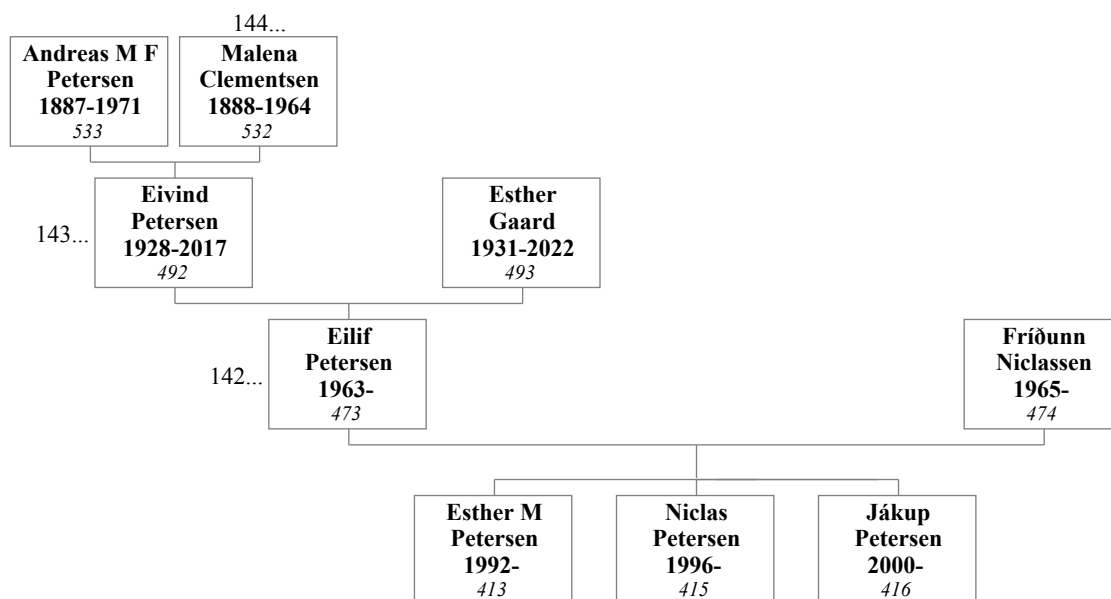 144...
Andreas M F
Petersen
1887-1971
533
Malena
Clementsen
1888-1964
532
143...
Eivind
Petersen
1928-2017
492
Esther
Gaard
1931-2022
493
142...
Eilif
Petersen
1963-
473
Fríðunn
Niclassen
1965-
474
Esther M
Petersen
1992-
413
Niclas
Petersen
1996-
415
Jákup
Petersen
2000-
416